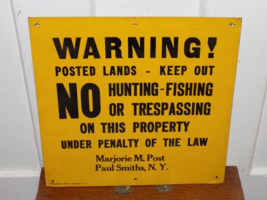 WARNING!
POSTED LANDS - KEEP OUT
NO HUNTING-FISHING
OR TRESPASSING
ON THIS PROPERTY
UNDER PENALTY OF THE LAW
Marjorie M. Post
Paul Smiths, N. Y.